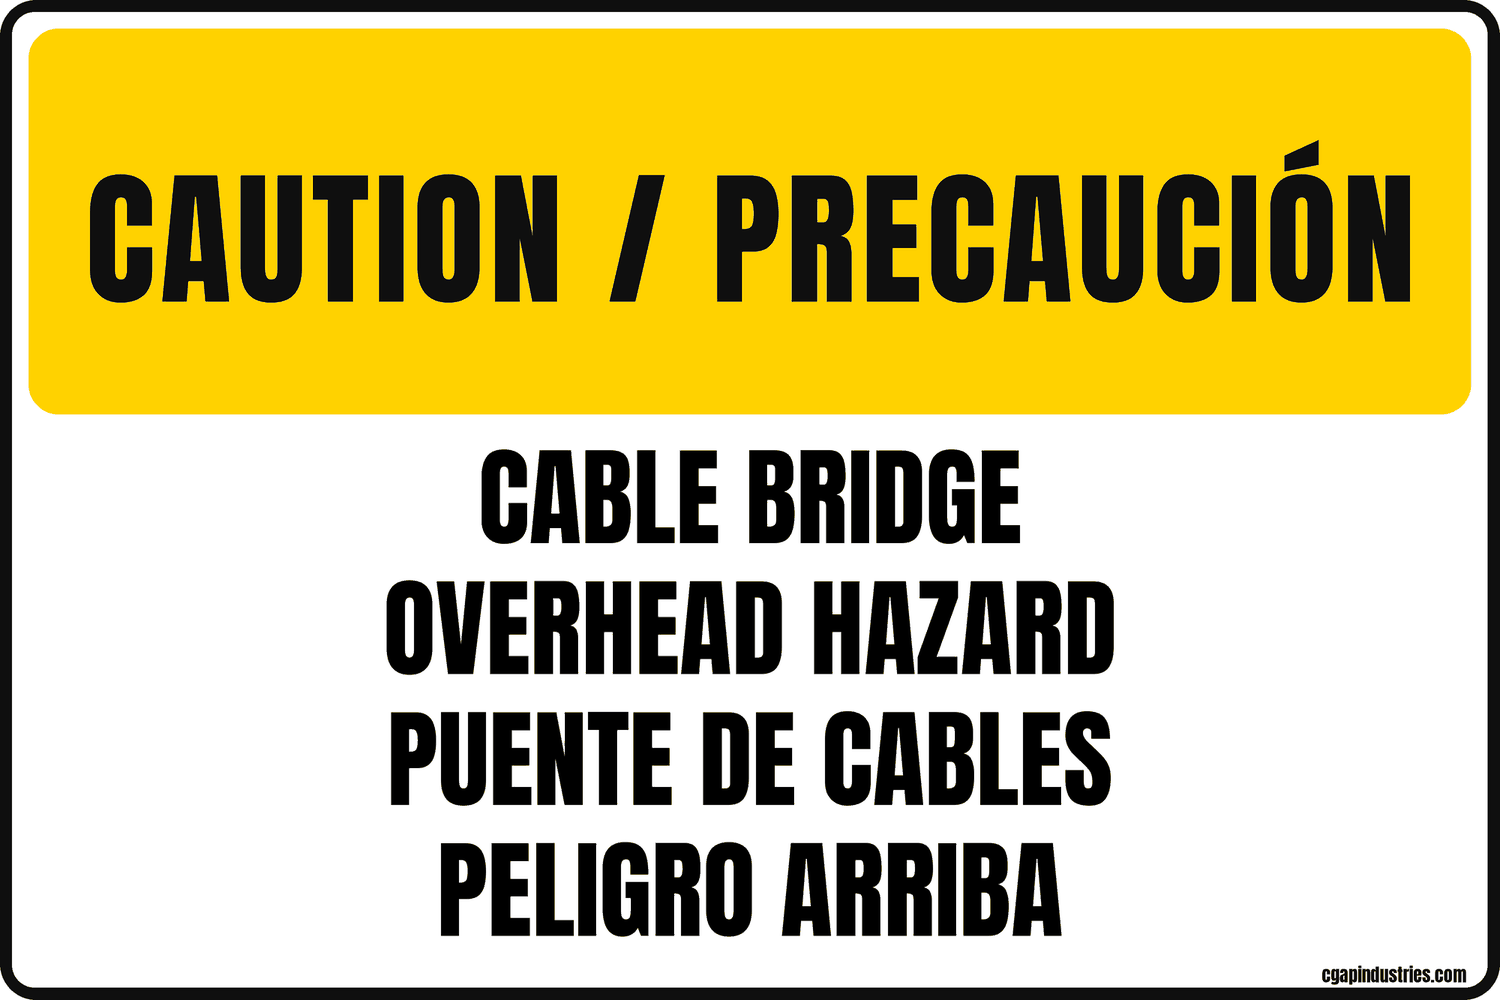 CAUTION / PRECAUCIÓN
CABLE BRIDGE
OVERHEAD HAZARD
PUENTE DE CABLES
PELIGRO ARRIBA
cgapindustries.com